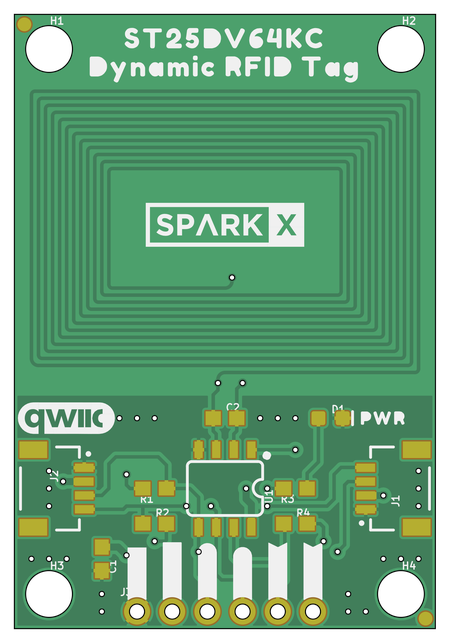 H1
H2
ST25DV64KC
Dynamic RFID Tag
SPARK X
C2
D1
qwiic
PWR
J2
U1
J1
R1
R3
R2
R4
C1
H3
H4